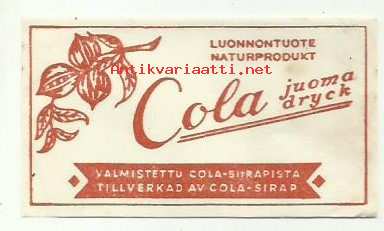 LUONNONTUOTE
NATURPRODUKT
Antikvariaatti.net
Cola juoma
dryck
VALMISTETTU COLA-SIIRAPISTA
TILLVERKAD AV COLA-SIRAP